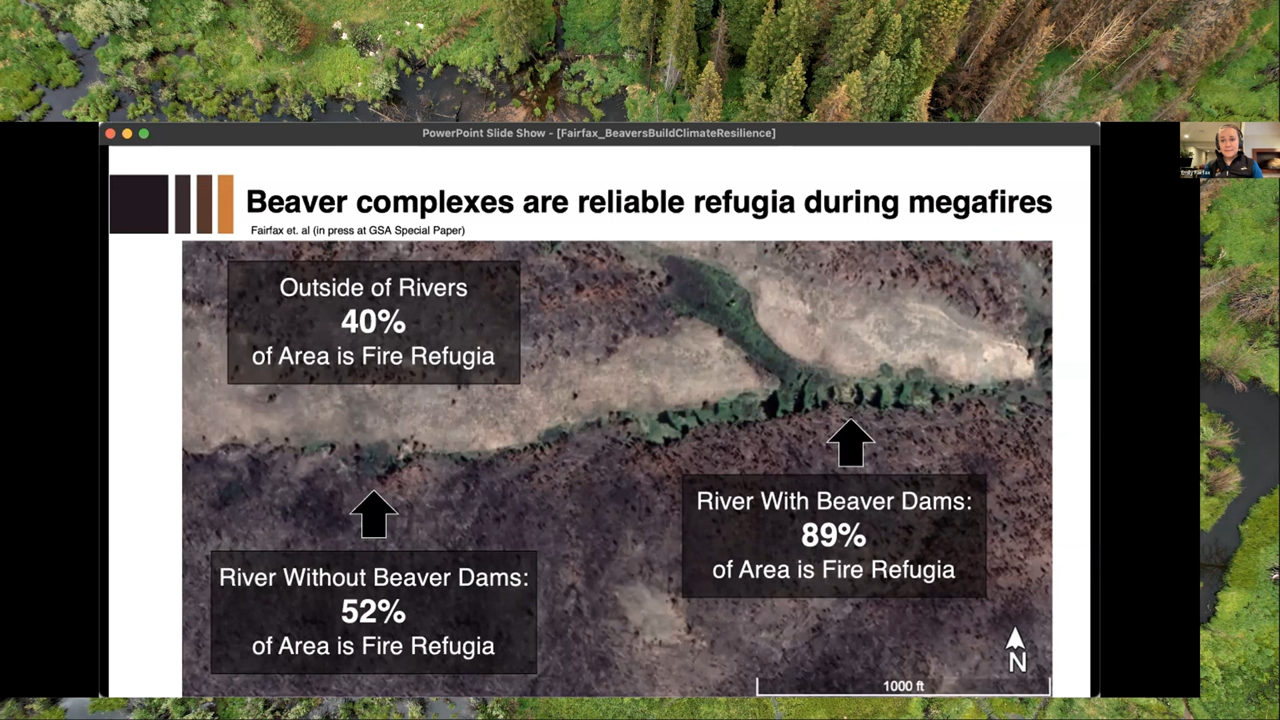 PowerPoint Slide Show - [Fairfax_BeaversBuildClimateResilience]
Beaver complexes are reliable refugia during megafires
Fairfax et. al (in press at GSA Special Paper)
Outside of Rivers
40%
of Area is Fire Refugia
River With Beaver Dams:
89%
of Area is Fire Refugia
River Without Beaver Dams:
52%
of Area is Fire Refugia
N
1000 ft
Emily Fairfax